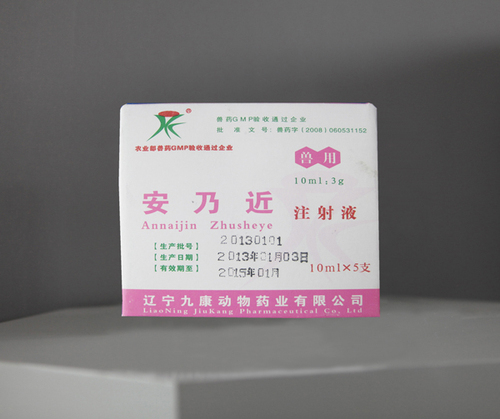 兽药GMP验收通过企业
批 准 文 号：兽药字（2008）060531152
农业部兽药GMP验收通过企业
兽用
10ml:3g
安乃近 注射液
Annaijin Zhusheye
【生产批号】 20130101
【生产日期】 2013年01月03日
【有效期至】 2015年01月
10ml×5支
辽宁九康动物药业有限公司
LiaoNing JiuKang Pharmaceutical Co, Ltd